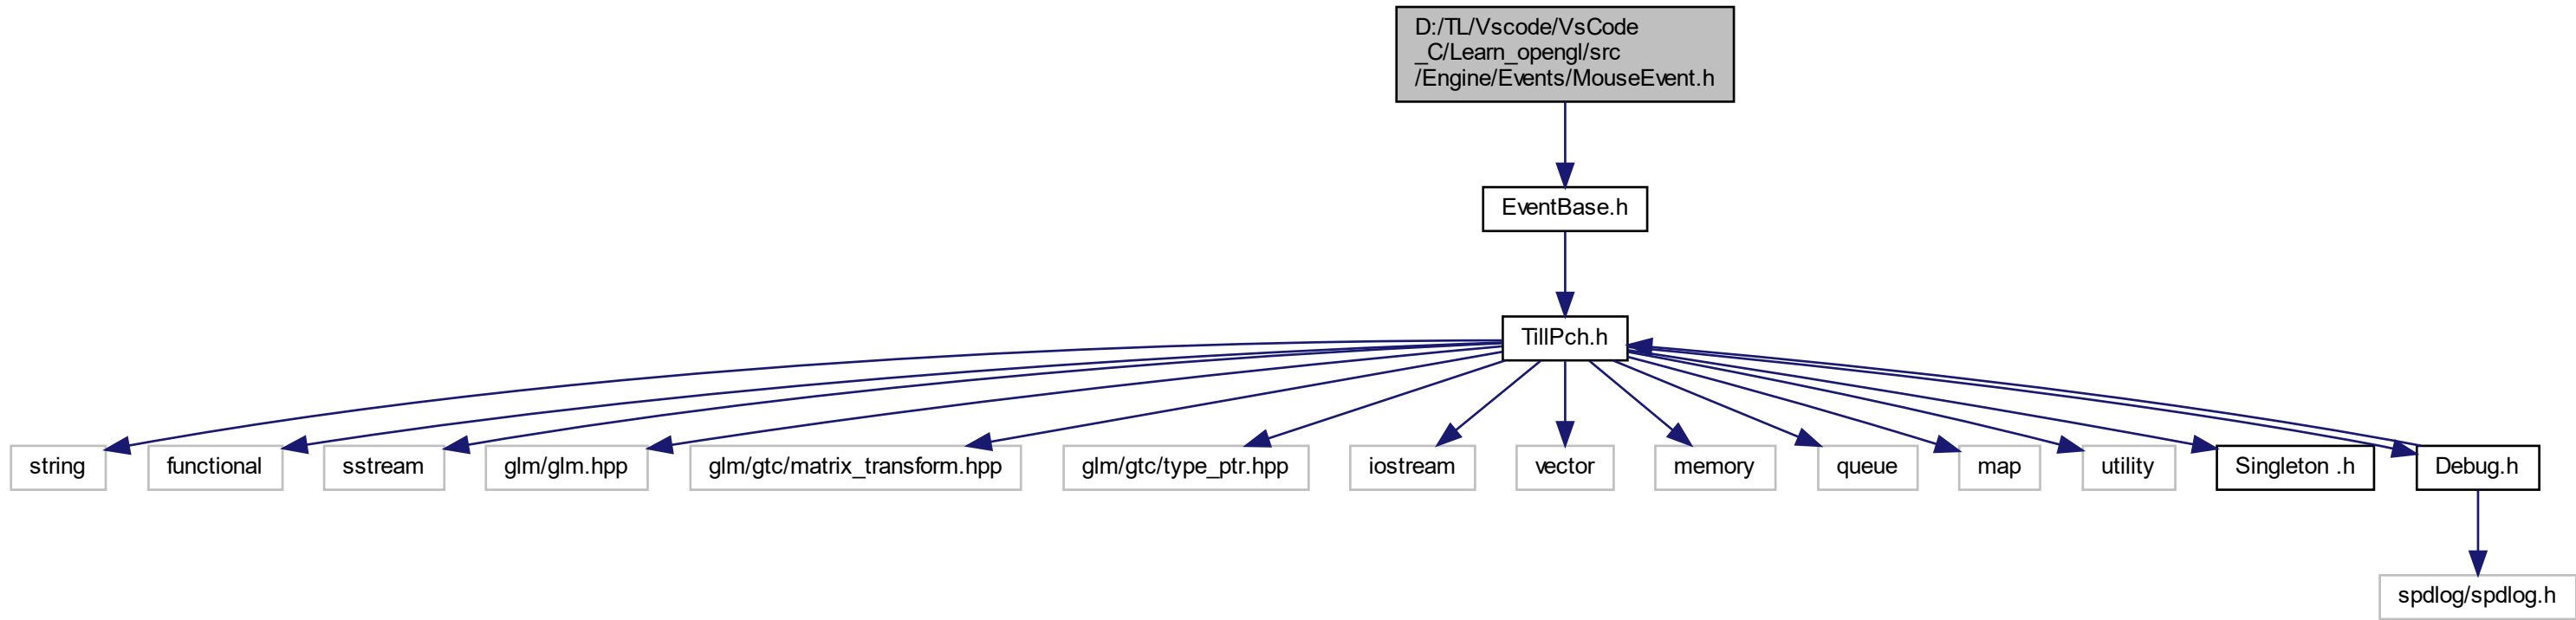 D:/TL/Vscode/VsCode
_C/Learn_opengl/src
/Engine/Events/MouseEvent.h
EventBase.h
TillPch.h
string
functional
sstream
glm/glm.hpp
glm/gtc/matrix_transform.hpp
glm/gtc/type_ptr.hpp
iostream
vector
memory
queue
map
utility
Singleton .h
Debug.h
spdlog/spdlog.h